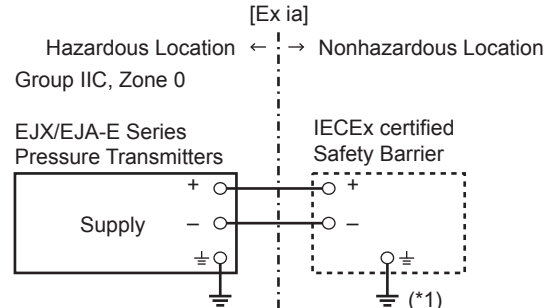 [Ex ia]
Hazardous Location ← → Nonhazardous Location
Group IIC, Zone 0
EJX/EJA-E Series
Pressure Transmitters
IECEx certified
Safety Barrier
+ +
Supply – –
(*1)